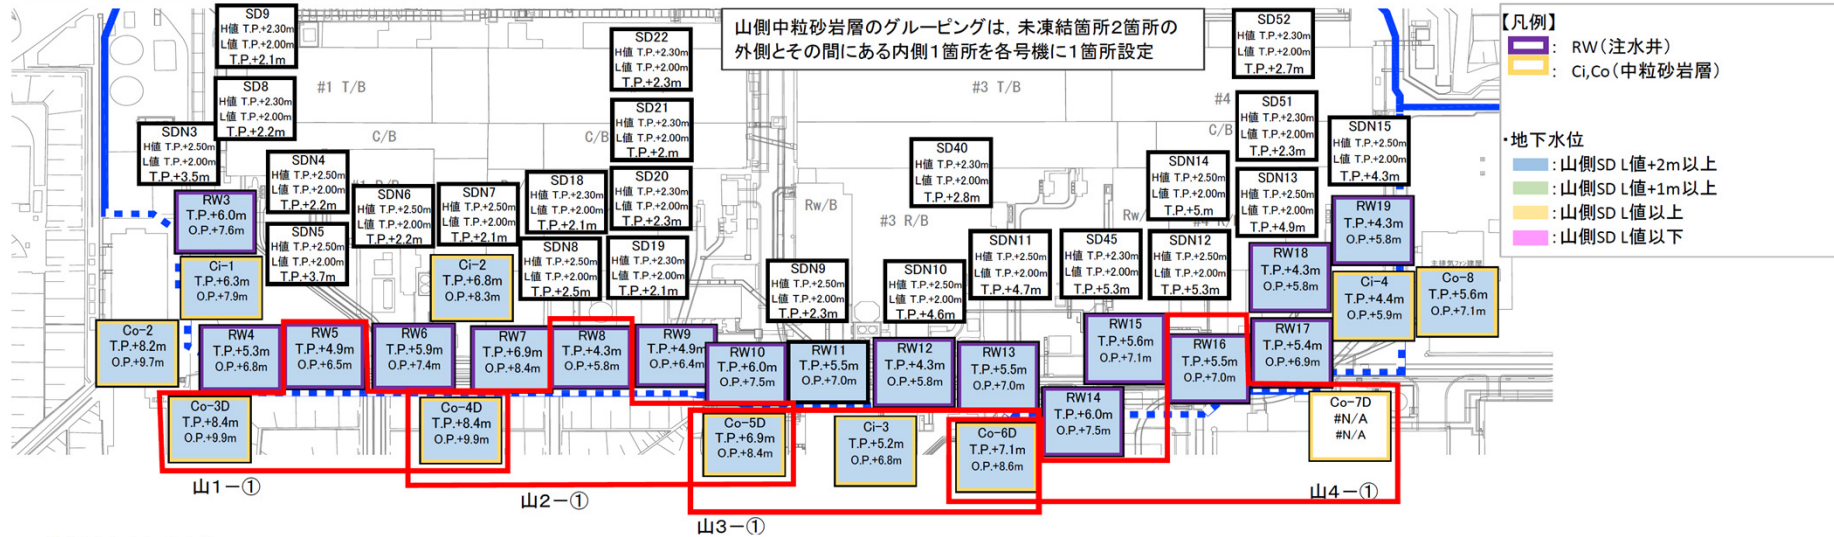 山側中粒砂岩層のグルーピングは，未凍結箇所2箇所の
外側とその間にある内側1箇所を各号機に1箇所設定
【凡例】
： RW（注水井）
： Ci,Co（中粒砂岩層）
・地下水位
：山側SD L値+2m以上
：山側SD L値+1m以上
：山側SD L値以上
：山側SD L値以下
SD9
H値 T.P.+2.30m
L値 T.P.+2.00m
T.P.+2.1m
SD8
H値 T.P.+2.30m
L値 T.P.+2.00m
T.P.+2.2m
SDN3
H値 T.P.+2.50m
L値 T.P.+2.00m
T.P.+3.5m
SDN4
H値 T.P.+2.50m
L値 T.P.+2.00m
T.P.+2.2m
SDN5
H値 T.P.+2.50m
L値 T.P.+2.00m
T.P.+3.7m
SDN6
H値 T.P.+2.50m
L値 T.P.+2.00m
T.P.+2.2m
SDN7
H値 T.P.+2.50m
L値 T.P.+2.00m
T.P.+2.1m
SD18
H値 T.P.+2.30m
L値 T.P.+2.00m
T.P.+2.1m
SDN8
H値 T.P.+2.50m
L値 T.P.+2.00m
T.P.+2.5m
SD22
H値 T.P.+2.30m
L値 T.P.+2.00m
T.P.+2.3m
SD21
H値 T.P.+2.30m
L値 T.P.+2.00m
T.P.+2.m
SD20
H値 T.P.+2.30m
L値 T.P.+2.00m
T.P.+2.3m
SD19
H値 T.P.+2.30m
L値 T.P.+2.00m
T.P.+2.1m
SDN9
H値 T.P.+2.50m
L値 T.P.+2.00m
T.P.+2.3m
SD40
H値 T.P.+2.30m
L値 T.P.+2.00m
T.P.+2.8m
SDN10
H値 T.P.+2.50m
L値 T.P.+2.00m
T.P.+4.6m
SDN11
H値 T.P.+2.50m
L値 T.P.+2.00m
T.P.+4.7m
SD45
H値 T.P.+2.30m
L値 T.P.+2.00m
T.P.+5.3m
SDN14
H値 T.P.+2.50m
L値 T.P.+2.00m
T.P.+5.m
SDN12
H値 T.P.+2.50m
L値 T.P.+2.00m
T.P.+5.3m
SD52
H値 T.P.+2.30m
L値 T.P.+2.00m
T.P.+2.7m
SD51
H値 T.P.+2.30m
L値 T.P.+2.00m
T.P.+2.3m
SDN13
H値 T.P.+2.50m
L値 T.P.+2.00m
T.P.+4.9m
SDN15
H値 T.P.+2.50m
L値 T.P.+2.00m
T.P.+4.3m
#1 T/B
C/B
C/B
#3 T/B
#4
C/B
Rw/B
#3 R/B
RW3
T.P.+6.0m
O.P.+7.6m
Ci-1
T.P.+6.3m
O.P.+7.9m
Ci-2
T.P.+6.8m
O.P.+8.3m
Co-2
T.P.+8.2m
O.P.+9.7m
RW4
T.P.+5.3m
O.P.+6.8m
RW5
T.P.+4.9m
O.P.+6.5m
RW6
T.P.+5.9m
O.P.+7.4m
RW7
T.P.+6.9m
O.P.+8.4m
RW8
T.P.+4.3m
O.P.+5.8m
RW9
T.P.+4.9m
O.P.+6.4m
RW10
T.P.+6.0m
O.P.+7.5m
RW11
T.P.+5.5m
O.P.+7.0m
RW12
T.P.+4.3m
O.P.+5.8m
RW13
T.P.+5.5m
O.P.+7.0m
RW14
T.P.+6.0m
O.P.+7.5m
RW15
T.P.+5.6m
O.P.+7.1m
RW16
T.P.+5.5m
O.P.+7.0m
RW17
T.P.+5.4m
O.P.+6.9m
RW18
T.P.+4.3m
O.P.+5.8m
RW19
T.P.+4.3m
O.P.+5.8m
Ci-4
T.P.+4.4m
O.P.+5.9m
Co-8
T.P.+5.6m
O.P.+7.1m
Co-3D
T.P.+8.4m
O.P.+9.9m
Co-4D
T.P.+8.4m
O.P.+9.9m
Co-5D
T.P.+6.9m
O.P.+8.4m
Ci-3
T.P.+5.2m
O.P.+6.8m
Co-6D
T.P.+7.1m
O.P.+8.6m
Co-7D
#N/A
#N/A
山1－①
山2－①
山3－①
山4－①